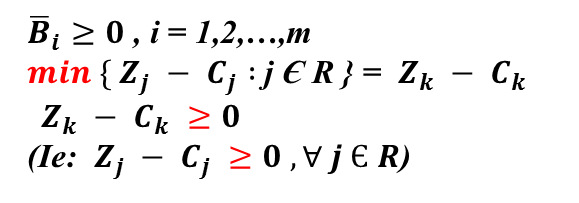 B̅ᵢ ≥ 0 , i = 1,2,…,m
min { Zⱼ − Cⱼ : j ϵ R } = Zₖ − Cₖ
Zₖ − Cₖ ≥ 0
(Ie: Zⱼ − Cⱼ ≥ 0 ,∀ j ∈ R)